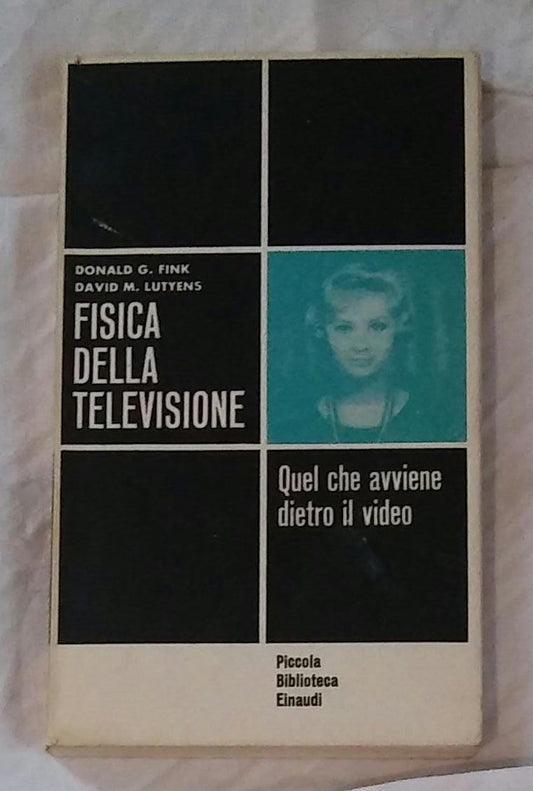 DONALD G. FINK
DAVID M. LUTYENS
FISICA
DELLA
TELEVISIONE
Quel che avviene
dietro il video
Piccola
Biblioteca
Einaudi